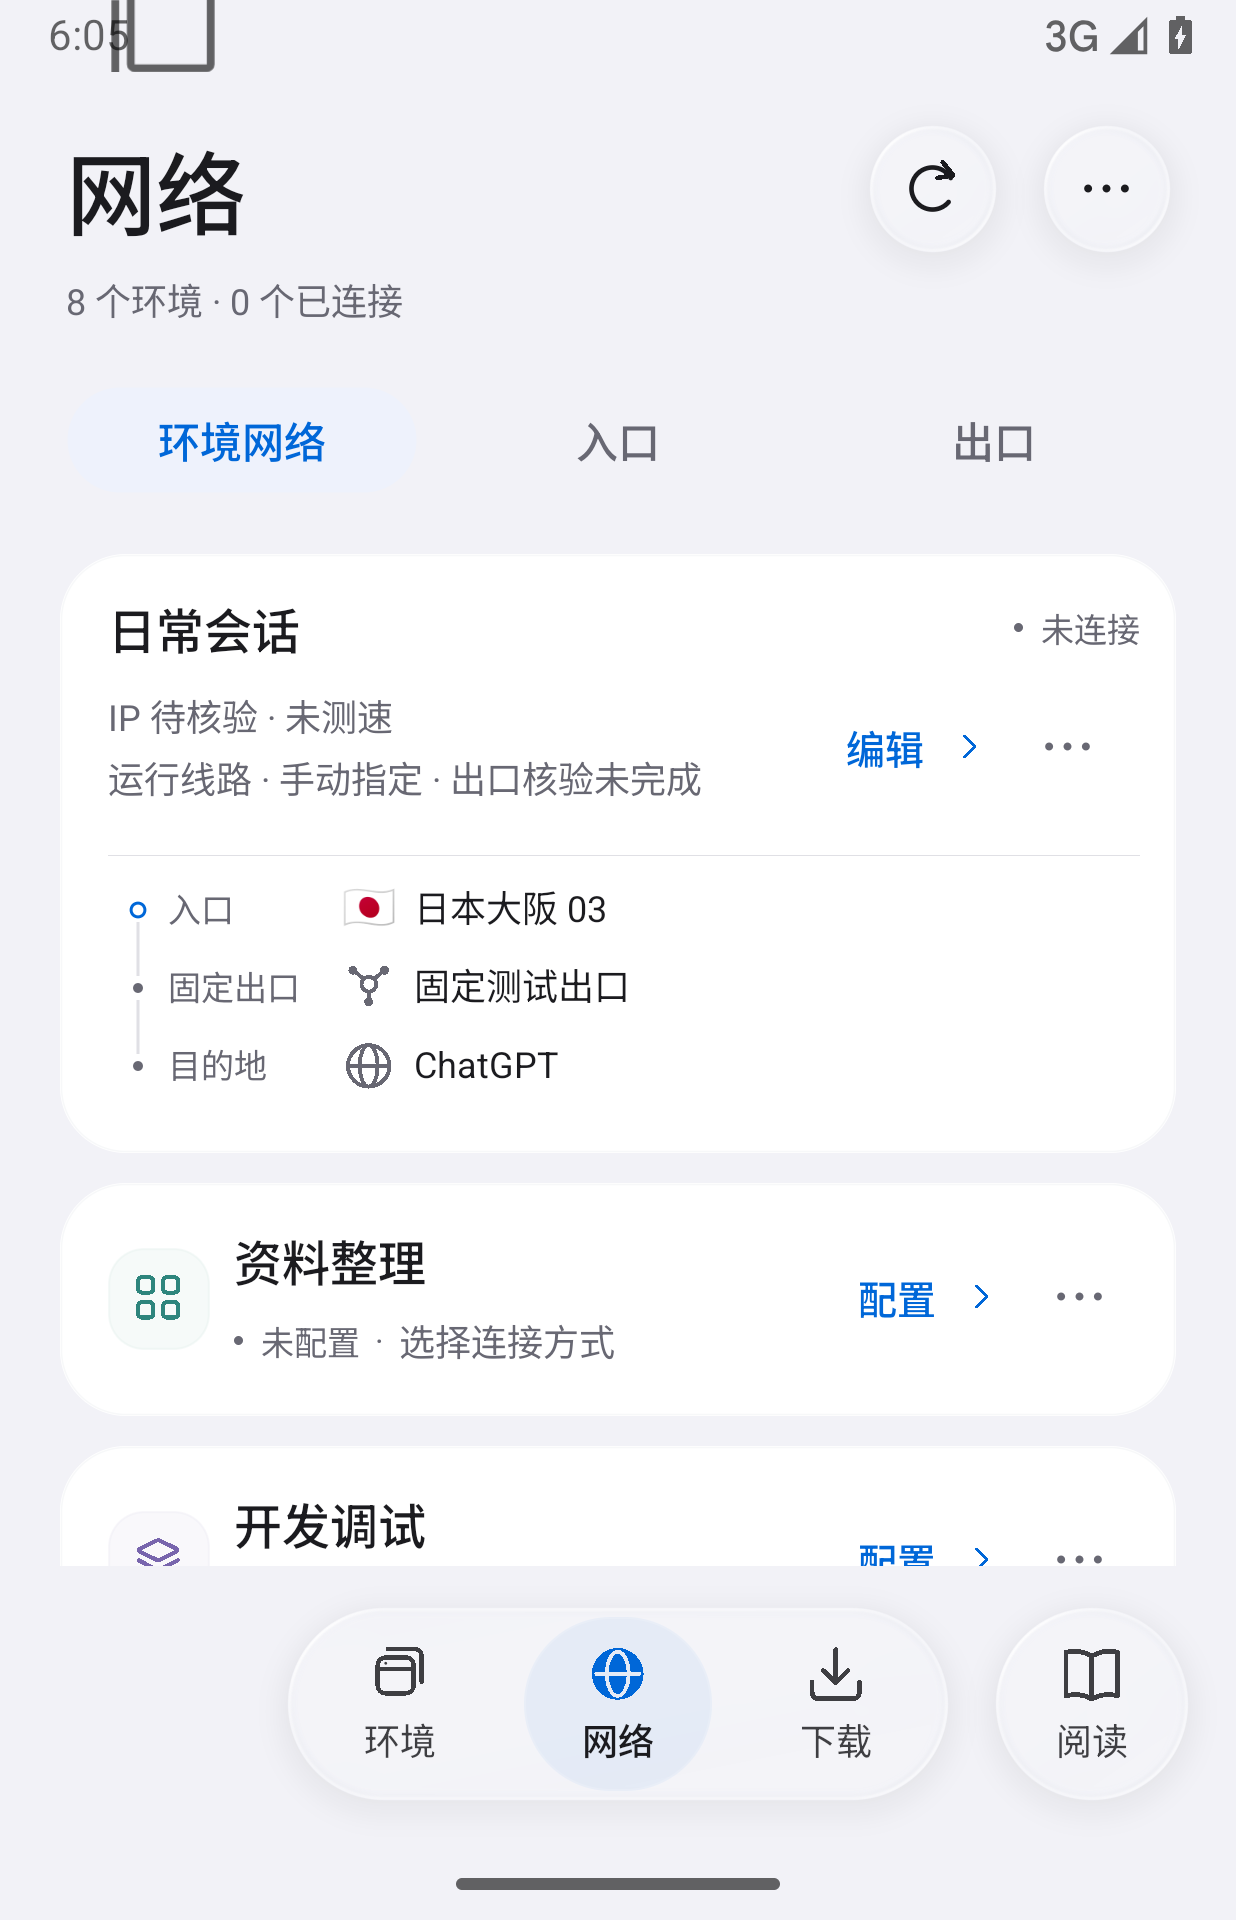 6:05
3G
网络
8 个环境 · 0 个已连接
环境网络
入口
出口
日常会话
• 未连接
IP 待核验 · 未测速
运行线路 · 手动指定 · 出口核验未完成
编辑
入口
日本大阪 03
固定出口
固定测试出口
目的地
ChatGPT
资料整理
• 未配置 · 选择连接方式
配置
开发调试
配置
环境
网络
下载
阅读